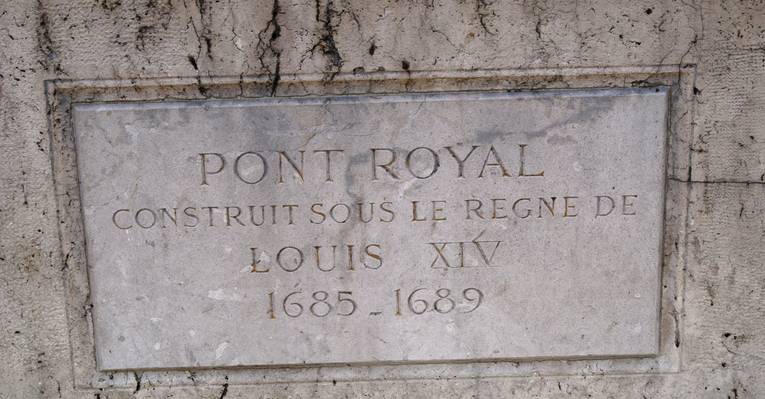 PONT ROYAL
CONSTRUIT SOUS LE REGNE DE
LOUIS XIV
1685 - 1689